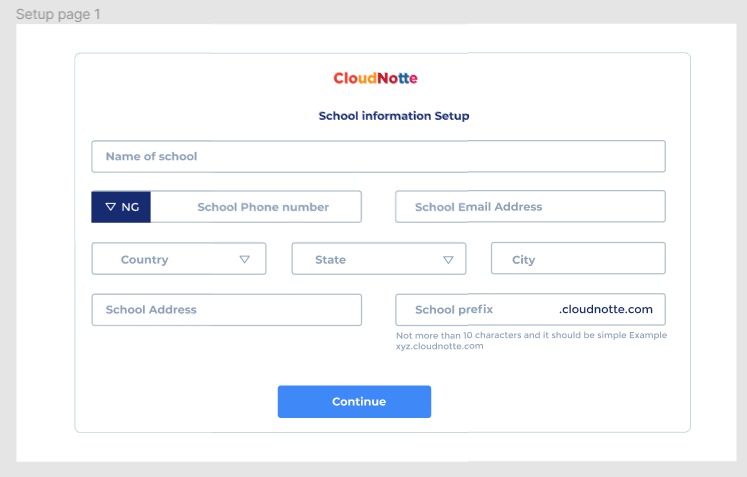 Setup page 1
CloudNotte
School information Setup
Name of school
NG School Phone number
School Email Address
Country
State
City
School Address
School prefix .cloudnotte.com
Not more than 10 characters and it should be simple Example
xyz.cloudnotte.com
Continue